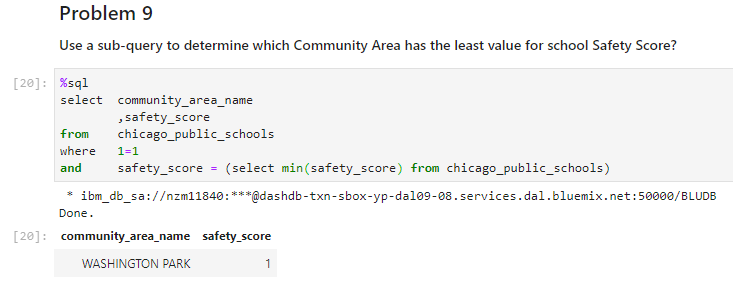 Problem 9
Use a sub-query to determine which Community Area has the least value for school Safety Score?
[20]: %sql
select community_area_name
,safety_score
from chicago_public_schools
where 1=1
and safety_score = (select min(safety_score) from chicago_public_schools)
* ibm_db_sa://nzm11840:***@dashdb-txn-sbox-yp-dal09-08.services.dal.bluemix.net:50000/BLUDB
Done.
[20]: community_area_name safety_score
WASHINGTON PARK 1